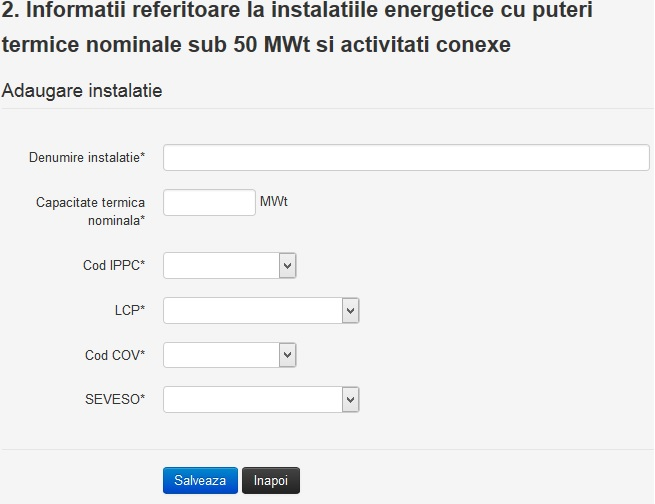 2. Informatii referitoare la instalatiile energetice cu puteri
termice nominale sub 50 MWt si activitati conexe
Adaugare instalatie
Denumire instalatie*
Capacitate termica
nominala*
MWt
Cod IPPC*
LCP*
Cod COV*
SEVESO*
Salveaza
Inapoi